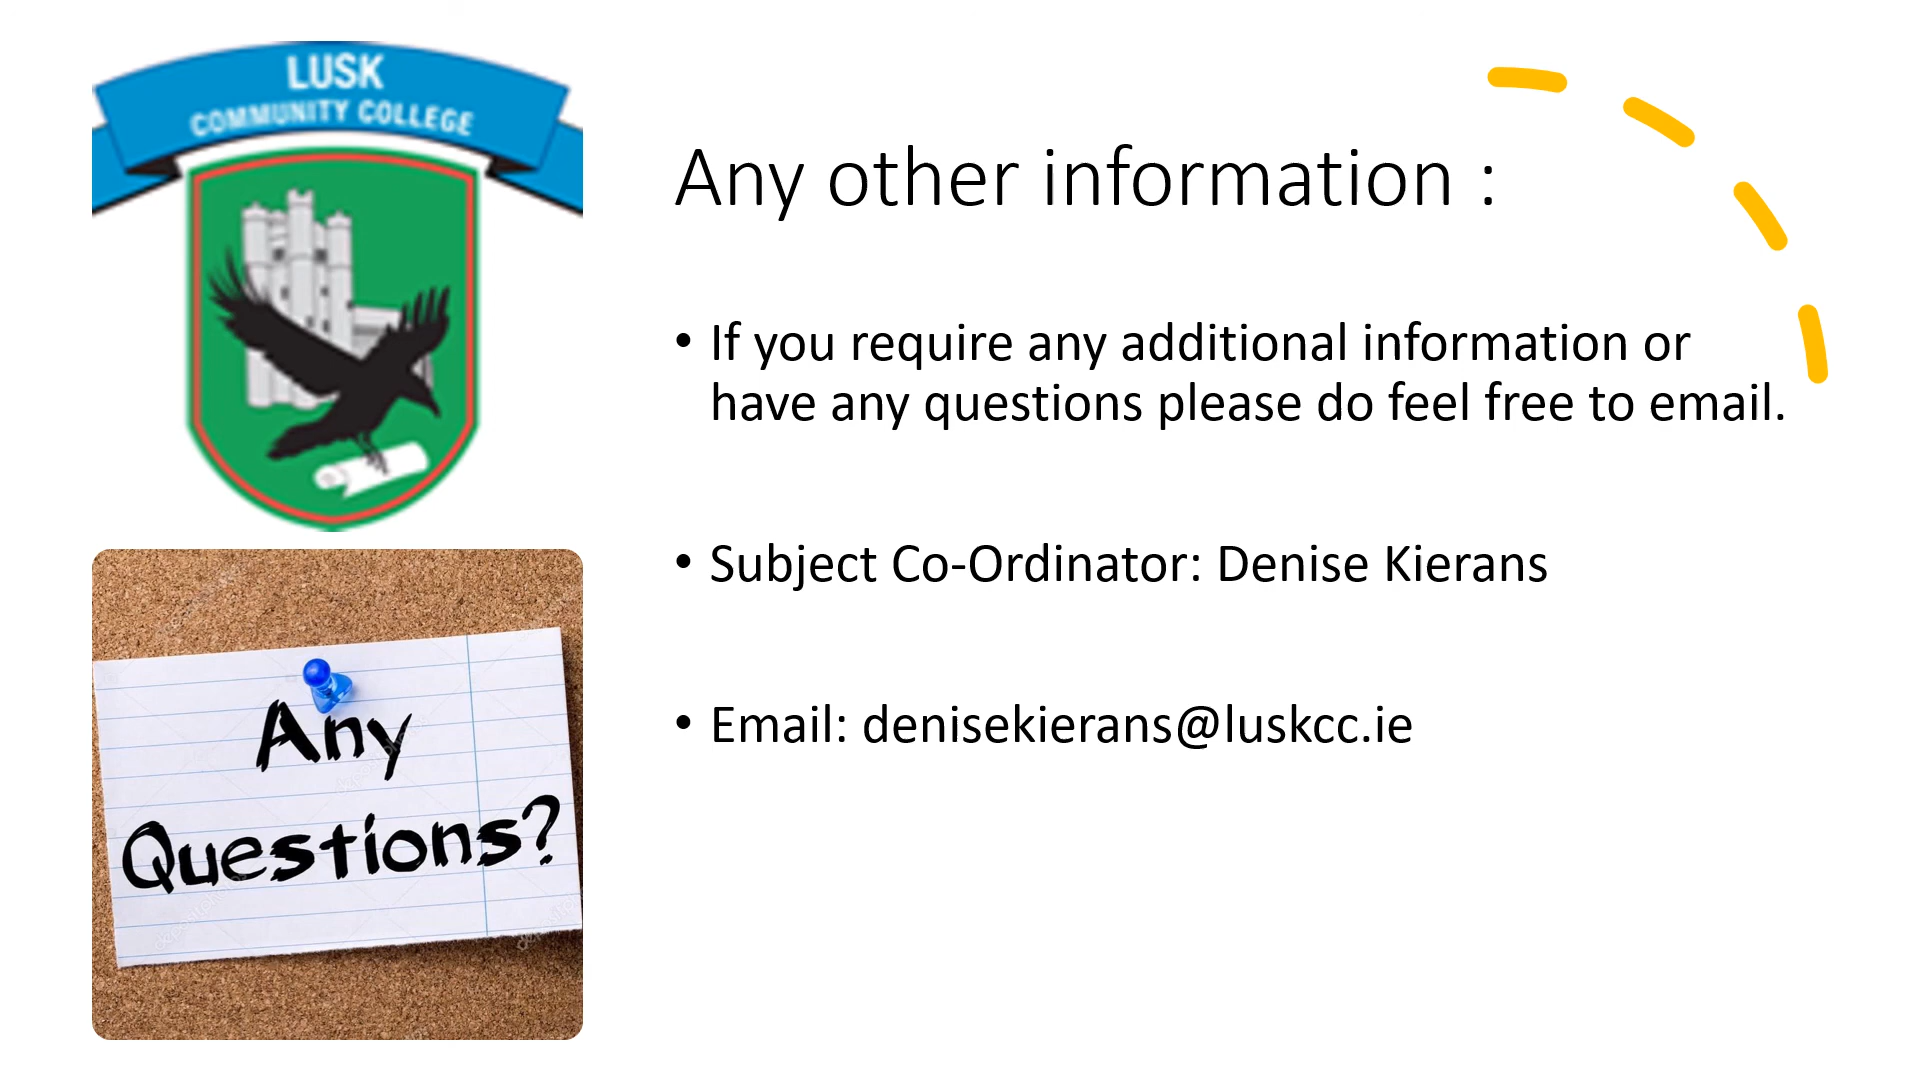 LUSK
COMMUNITY COLLEGE
Any other information :
• If you require any additional information or
have any questions please do feel free to email.
• Subject Co-Ordinator: Denise Kierans
• Email: denisekierans@luskcc.ie
Any
Questions?